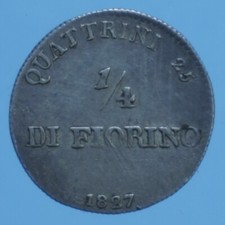 QUATTRINI 25
1/4
DI FIORINO
1827